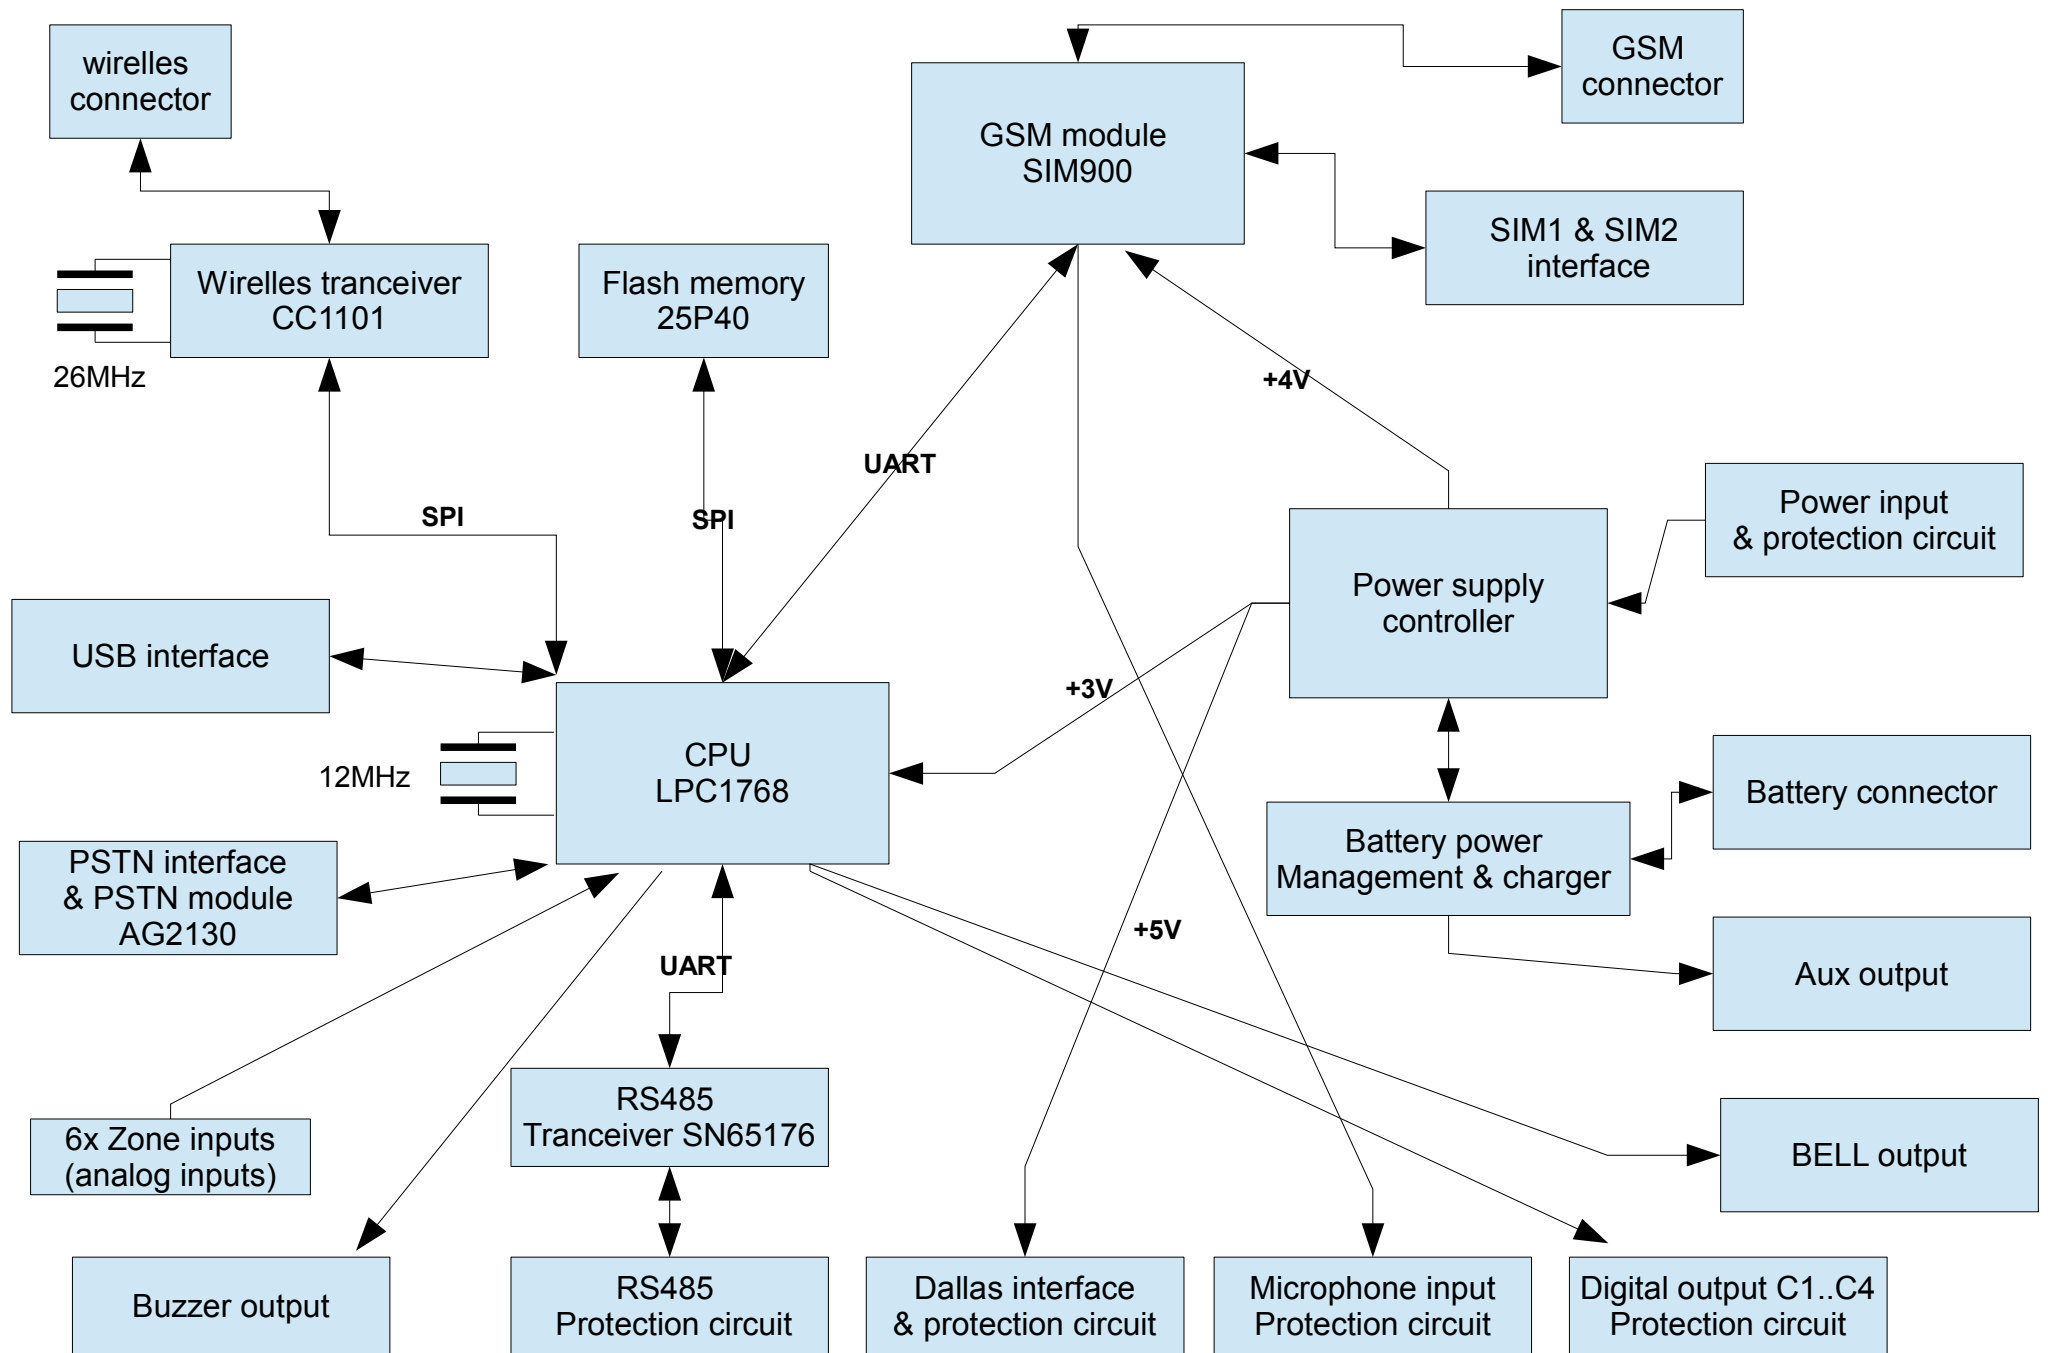 wirelles
connector
GSM
connector
GSM module
SIM900
SIM1 & SIM2
interface
Wirelles tranceiver
CC1101
Flash memory
25P40
26MHz
+4V
UART
SPI
SPI
Power input
& protection circuit
Power supply
controller
USB interface
+3V
CPU
LPC1768
12MHz
Battery connector
Battery power
Management & charger
PSTN interface
& PSTN module
AG2130
+5V
UART
Aux output
RS485
Tranceiver SN65176
6x Zone inputs
(analog inputs)
BELL output
Buzzer output
RS485
Protection circuit
Dallas interface
& protection circuit
Microphone input
Protection circuit
Digital output C1..C4
Protection circuit